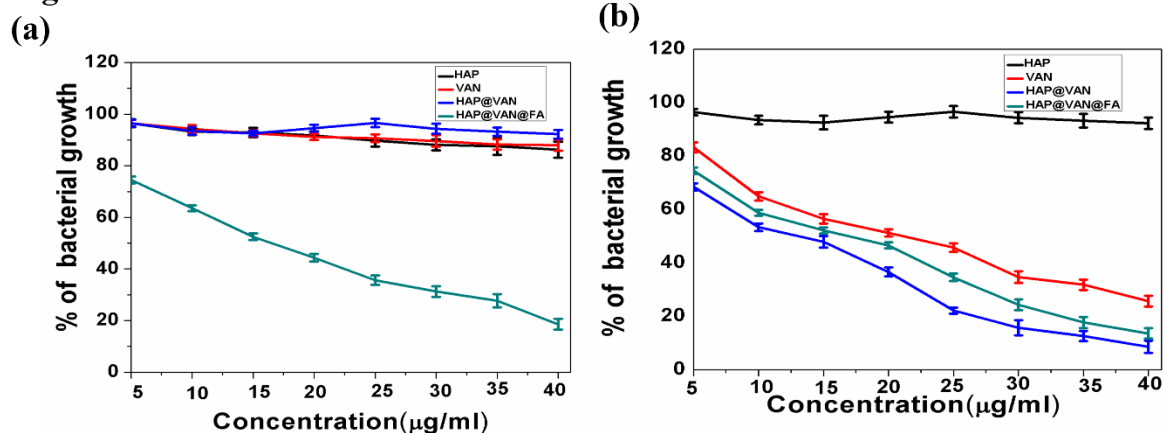 (a)
% of bacterial growth
120
100
80
60
40
20
0
HAP
VAN
HAP@VAN
HAP@VAN@FA
5 10 15 20 25 30 35 40
Concentration(μg/ml)
(b)
% of bacterial growth
120
100
80
60
40
20
0
HAP
VAN
HAP@VAN
HAP@VAN@FA
5 10 15 20 25 30 35 40
Concentration(μg/ml)